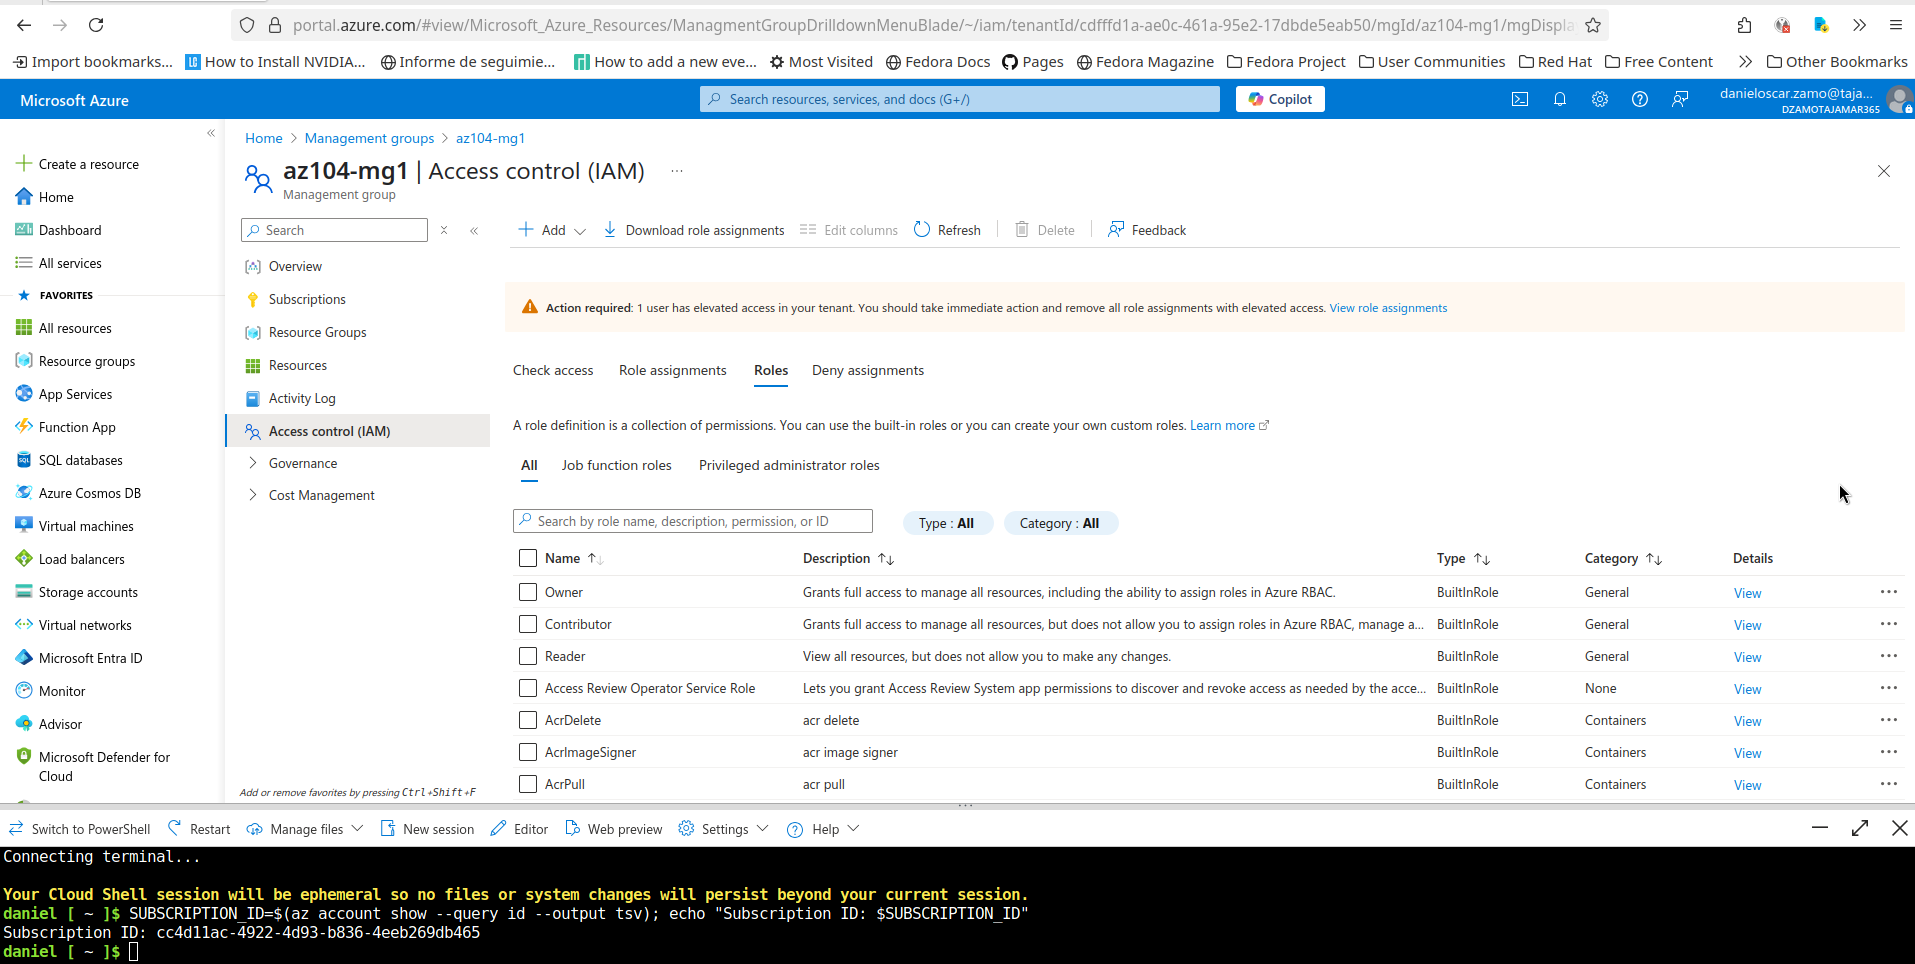 portal.azure.com/#view/Microsoft_Azure_Resources/ManagmentGroupDrilldownMenuBlade/~/iam/tenantId/cdfffd1a-ae0c-461a-95e2-17dbde5eab50/mgId/az104-mg1/mgDispla
Import bookmarks... How to Install NVIDIA... Informe de seguimie... How to add a new eve... Most Visited Fedora Docs Pages Fedora Magazine Fedora Project User Communities Red Hat Free Content Other Bookmarks
Microsoft Azure
Search resources, services, and docs (G+/)
Copilot
danieloscar.zamo@taja...
DZAMOTAJAMAR365
Create a resource
Home
Dashboard
All services
FAVORITES
All resources
Resource groups
App Services
Function App
SQL databases
Azure Cosmos DB
Virtual machines
Load balancers
Storage accounts
Virtual networks
Microsoft Entra ID
Monitor
Advisor
Microsoft Defender for
Cloud
Home > Management groups > az104-mg1
az104-mg1 | Access control (IAM) ...
Management group
Search
Overview
Subscriptions
Resource Groups
Resources
Activity Log
Access control (IAM)
Governance
Cost Management
Add or remove favorites by pressing Ctrl+Shift+F
Add Download role assignments Edit columns Refresh Delete Feedback
Action required: 1 user has elevated access in your tenant. You should take immediate action and remove all role assignments with elevated access. View role assignments
Check access Role assignments Roles Deny assignments
A role definition is a collection of permissions. You can use the built-in roles or you can create your own custom roles. Learn more
All Job function roles Privileged administrator roles
Search by role name, description, permission, or ID Type : All Category : All
Name Description Type Category Details
Owner Grants full access to manage all resources, including the ability to assign roles in Azure RBAC. BuiltInRole General View
Contributor Grants full access to manage all resources, but does not allow you to assign roles in Azure RBAC, manage a... BuiltInRole General View
Reader View all resources, but does not allow you to make any changes. BuiltInRole General View
Access Review Operator Service Role Lets you grant Access Review System app permissions to discover and revoke access as needed by the acce... BuiltInRole None View
AcrDelete acr delete BuiltInRole Containers View
AcrImageSigner acr image signer BuiltInRole Containers View
AcrPull acr pull BuiltInRole Containers View
Switch to PowerShell Restart Manage files New session Editor Web preview Settings Help
Connecting terminal...
Your Cloud Shell session will be ephemeral so no files or system changes will persist beyond your current session.
daniel [ ~ ]$ SUBSCRIPTION_ID=$(az account show --query id --output tsv); echo "Subscription ID: $SUBSCRIPTION_ID"
Subscription ID: cc4d11ac-4922-4d93-b836-4eeb269db465
daniel [ ~ ]$